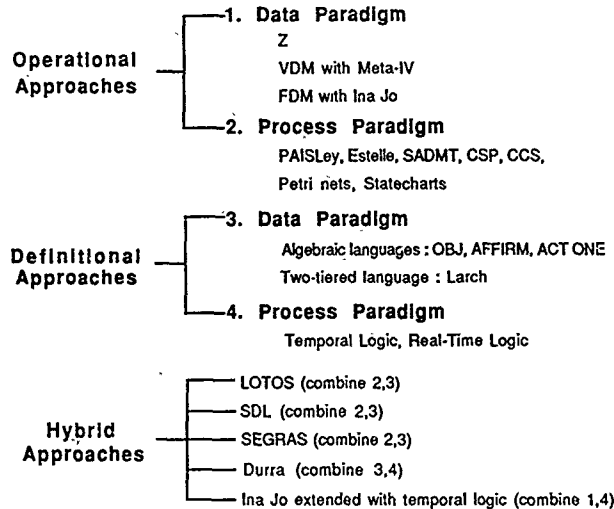 1. Data Paradigm
Z
VDM with Meta-IV
FDM with Ina Jo
Operational
Approaches
2. Process Paradigm
PAISLey, Estelle, SADMT, CSP, CCS,
Petri nets, Statecharts
3. Data Paradigm
Algebraic languages : OBJ, AFFIRM, ACT ONE
Two-tiered language : Larch
Definitional
Approaches
4. Process Paradigm
Temporal Logic, Real-Time Logic
LOTOS (combine 2,3)
SDL (combine 2,3)
SEGRAS (combine 2,3)
Durra (combine 3,4)
Ina Jo extended with temporal logic (combine 1,4)
Hybrid
Approaches